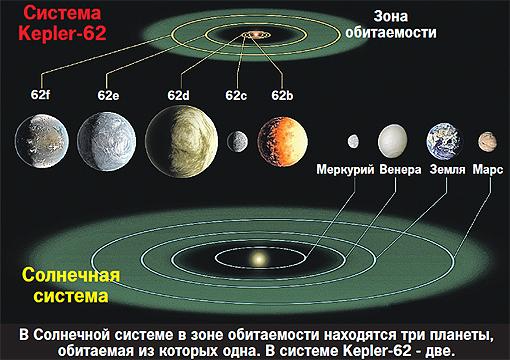 Система
Kepler-62
Зона
обитаемости
62f 62e 62d 62c 62b
Меркурий Венера Земля Марс
Солнечная
система
В Солнечной системе в зоне обитаемости находятся три планеты,
обитаемая из которых одна. В системе Kepler-62 - две.